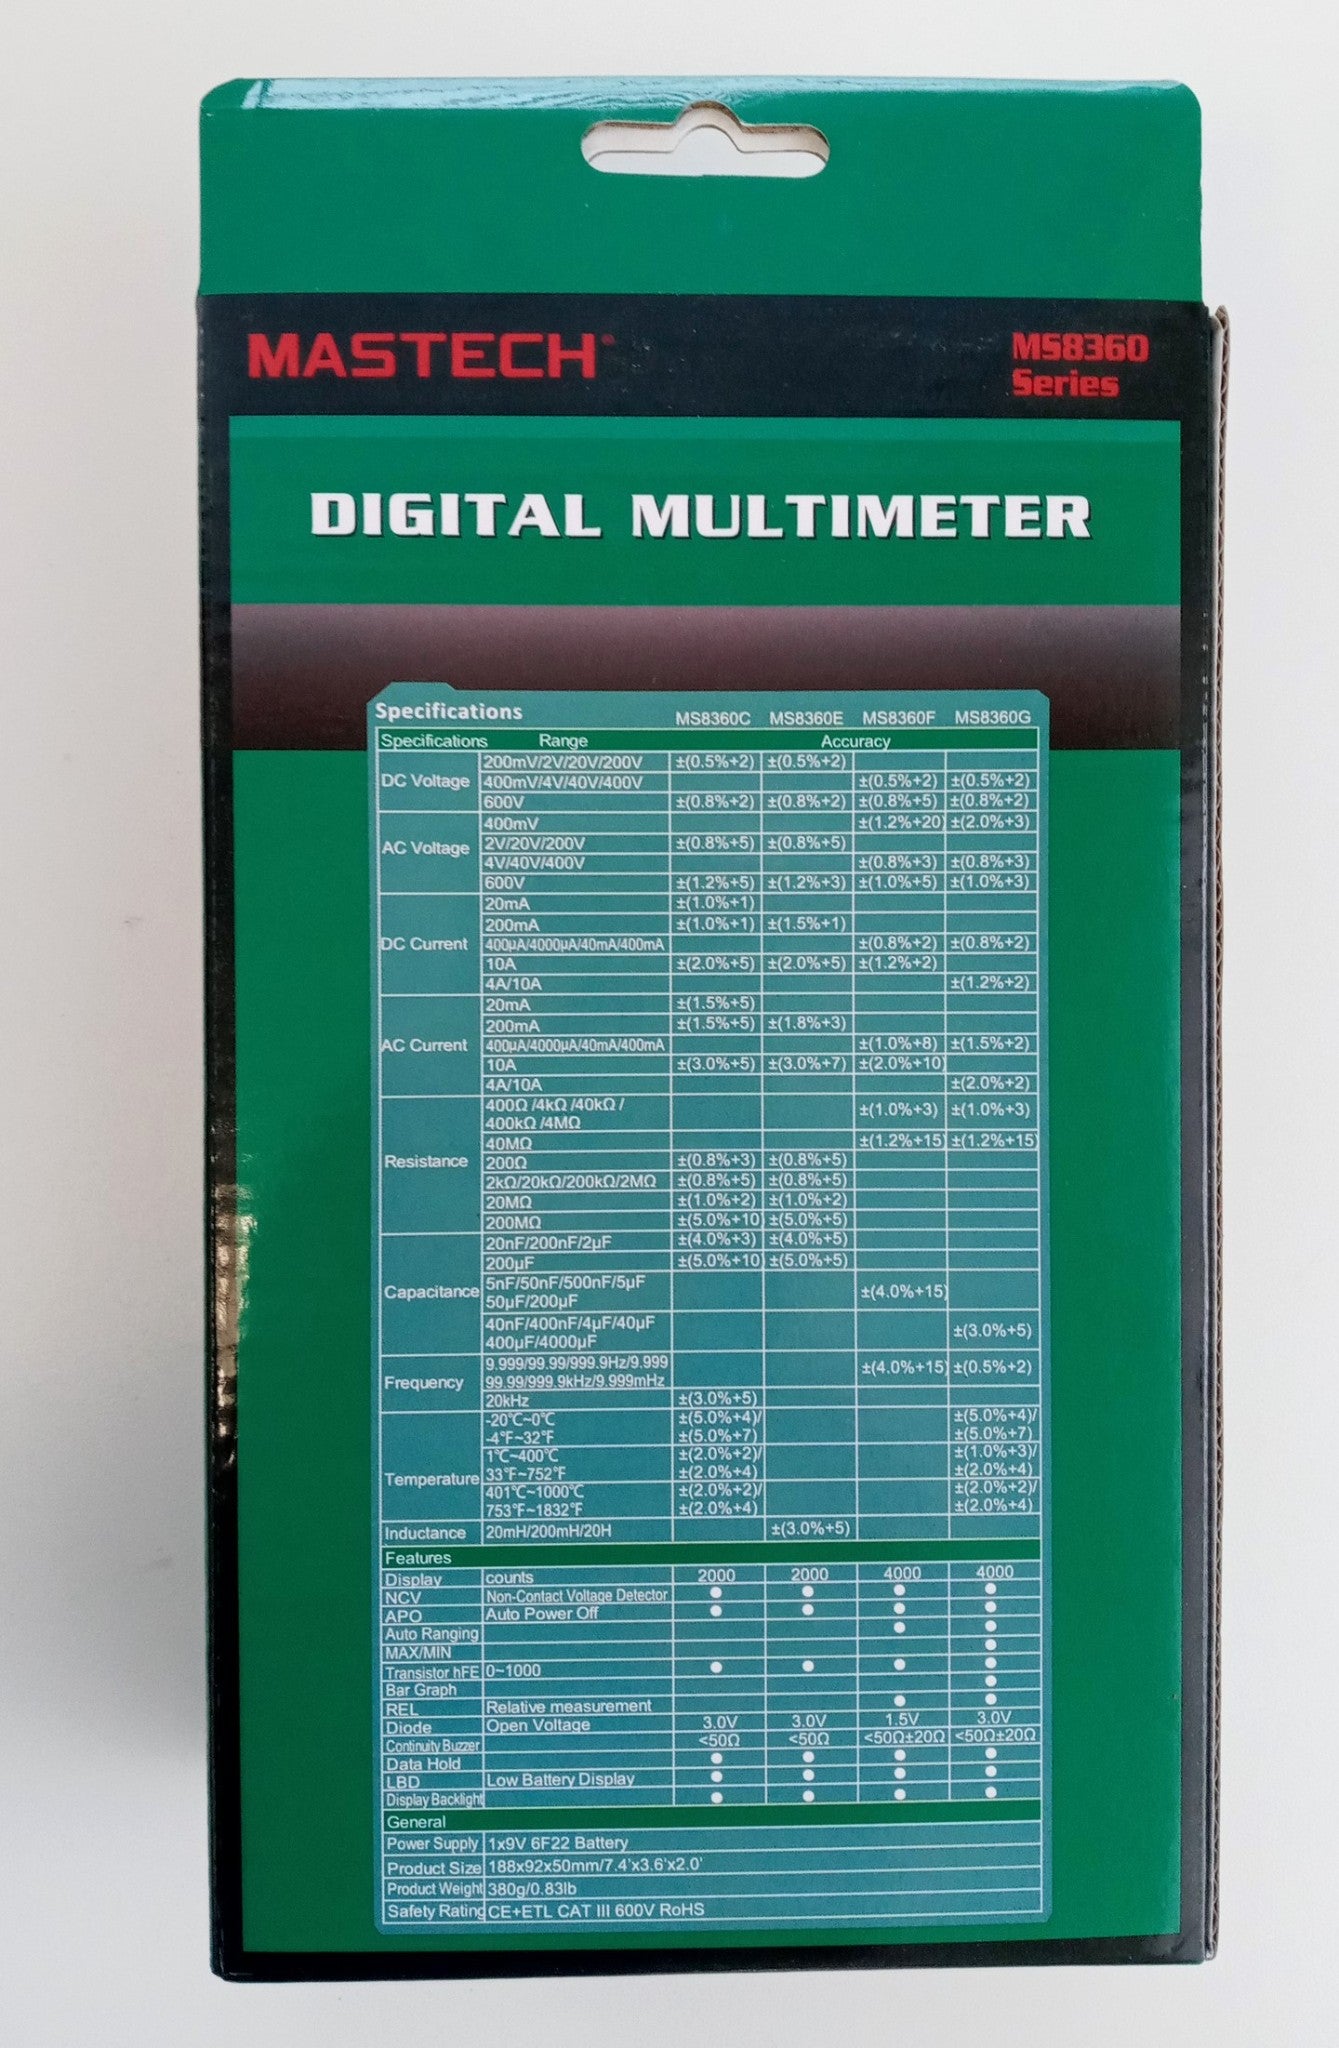 MASTECH®
MS8360
Series
DIGITAL MULTIMETER
Specifications MS8360C MS8360E MS8360F MS8360G
Specifications Range Accuracy
DC Voltage
200mV/2V/20V/200V ±(0.5%+2) ±(0.5%+2)
400mV/4V/40V/400V ±(0.5%+2) ±(0.5%+2)
600V ±(0.8%+2) ±(0.8%+2) ±(0.8%+5) ±(0.8%+2)
AC Voltage
400mV ±(1.2%+20) ±(2.0%+3)
2V/20V/200V ±(0.8%+5) ±(0.8%+5)
4V/40V/400V ±(0.8%+3) ±(0.8%+3)
600V ±(1.2%+5) ±(1.2%+3) ±(1.0%+5) ±(1.0%+3)
DC Current
20mA ±(1.0%+1)
200mA ±(1.0%+1) ±(1.5%+1)
400μA/4000μA/40mA/400mA ±(0.8%+2) ±(0.8%+2)
10A ±(2.0%+5) ±(2.0%+5) ±(1.2%+2)
4A/10A ±(1.2%+2)
AC Current
20mA ±(1.5%+5)
200mA ±(1.5%+5) ±(1.8%+3)
400μA/4000μA/40mA/400mA ±(1.0%+8) ±(1.5%+2)
10A ±(3.0%+5) ±(3.0%+7) ±(2.0%+10)
4A/10A ±(2.0%+2)
Resistance
400Ω /4kΩ /40kΩ /
400kΩ /4MΩ ±(1.0%+3) ±(1.0%+3)
40MΩ ±(1.2%+15) ±(1.2%+15)
200Ω ±(0.8%+3) ±(0.8%+5)
2kΩ/20kΩ/200kΩ/2MΩ ±(0.8%+5) ±(0.8%+5)
20MΩ ±(1.0%+2) ±(1.0%+2)
200MΩ ±(5.0%+10) ±(5.0%+5)
Capacitance
20nF/200nF/2μF ±(4.0%+3) ±(4.0%+5)
200μF ±(5.0%+10) ±(5.0%+5)
5nF/50nF/500nF/5μF
50μF/200μF ±(4.0%+15)
40nF/400nF/4μF/40μF
400μF/4000μF ±(3.0%+5)
Frequency
9.999/99.99/999.9Hz/9.999
99.99/999.9kHz/9.999mHz ±(4.0%+15) ±(0.5%+2)
20kHz ±(3.0%+5)
Temperature
-20℃~0℃ ±(5.0%+4)/ ±(5.0%+4)/
-4℉~32℉ ±(5.0%+7) ±(5.0%+7)
1℃~400℃ ±(2.0%+2)/ ±(1.0%+3)/
33℉~752℉ ±(2.0%+4) ±(2.0%+4)
401℃~1000℃ ±(2.0%+2)/ ±(2.0%+2)/
753℉~1832℉ ±(2.0%+4) ±(2.0%+4)
Inductance 20mH/200mH/20H ±(3.0%+5)
Features
Display counts 2000 2000 4000 4000
NCV Non-Contact Voltage Detector ● ● ● ●
APO Auto Power Off ● ● ● ●
Auto Ranging ● ●
MAX/MIN ●
Transistor hFE 0~1000 ● ● ● ●
Bar Graph ●
REL Relative measurement ● ●
Diode Open Voltage 3.0V 3.0V 1.5V 3.0V
Continuity Buzzer <50Ω <50Ω <50Ω±20Ω <50Ω±20Ω
Data Hold ● ● ● ●
LBD Low Battery Display ● ● ● ●
Display Backlight ● ● ● ●
General
Power Supply 1x9V 6F22 Battery
Product Size 188x92x50mm/7.4'x3.6'x2.0'
Product Weight 380g/0.83lb
Safety Rating CE+ETL CAT III 600V RoHS